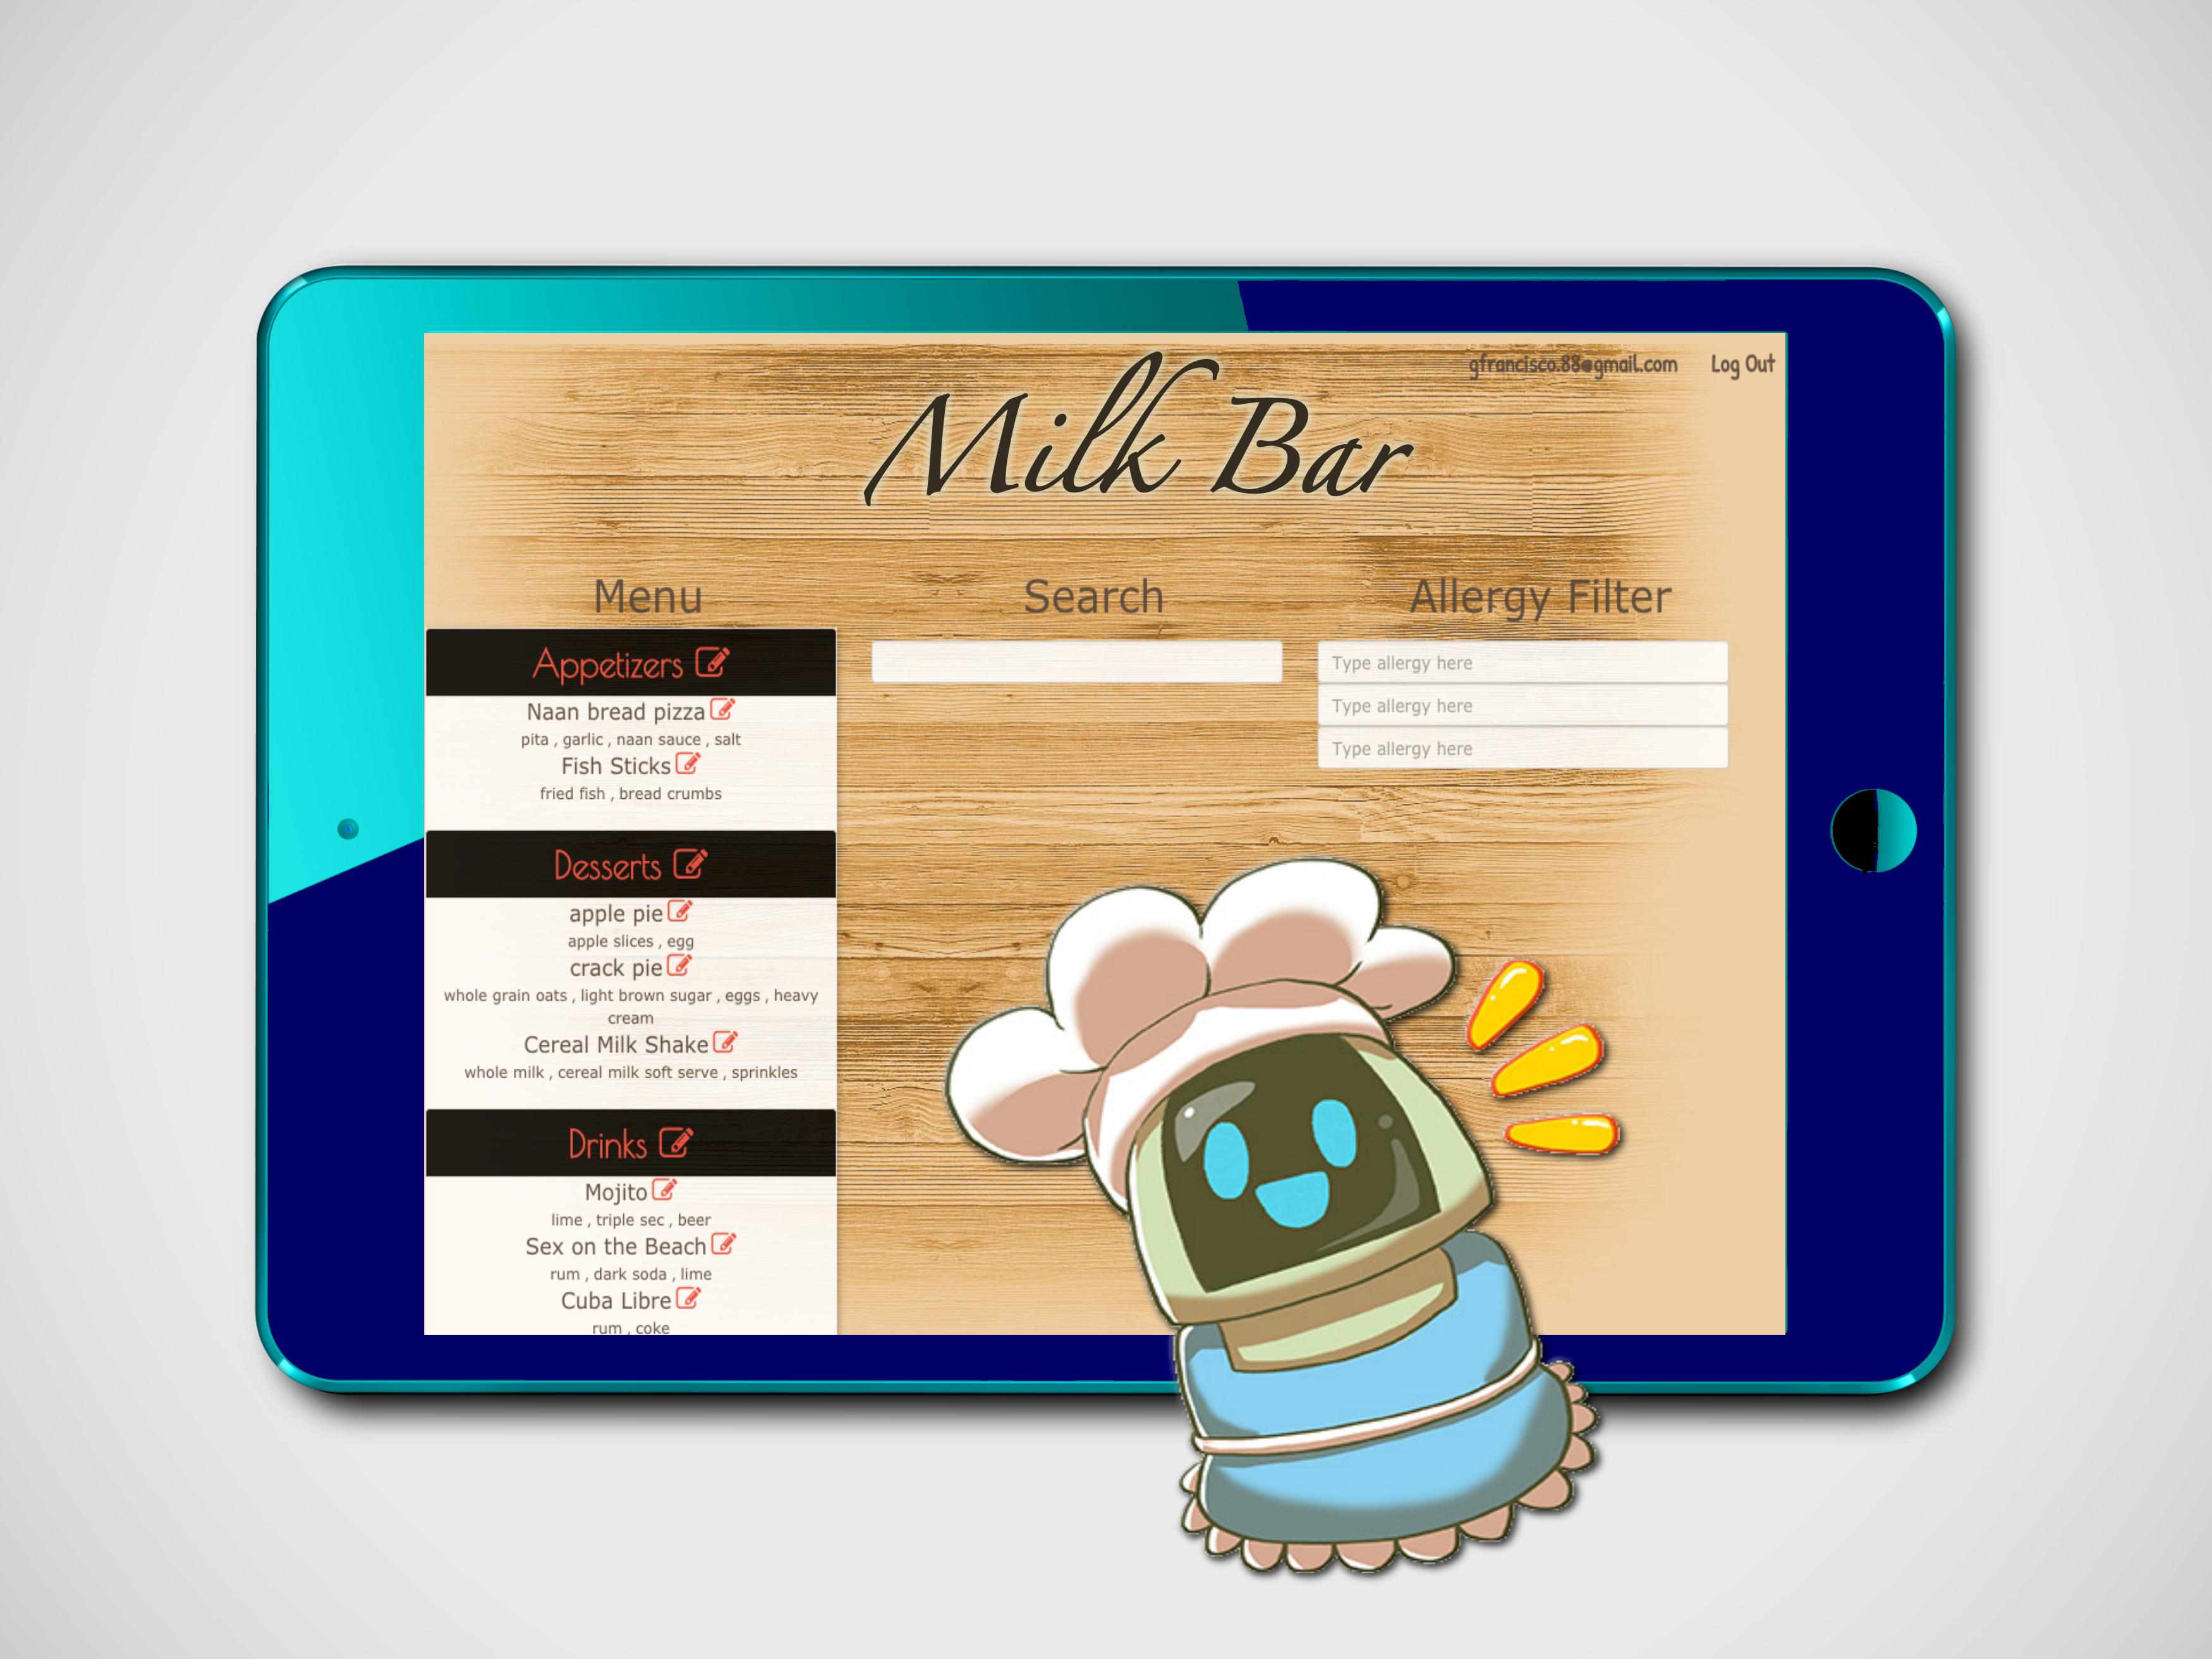 gfrancisco.88@gmail.com Log Out
Milk Bar
Menu
Appetizers
Naan bread pizza
pita , garlic , naan sauce , salt
Fish Sticks
fried fish , bread crumbs
Desserts
apple pie
apple slices , egg
crack pie
whole grain oats , light brown sugar , eggs , heavy
cream
Cereal Milk Shake
whole milk , cereal milk soft serve , sprinkles
Drinks
Mojito
lime , triple sec , beer
Sex on the Beach
rum , dark soda , lime
Cuba Libre
rum , coke
Search
Allergy Filter
Type allergy here
Type allergy here
Type allergy here